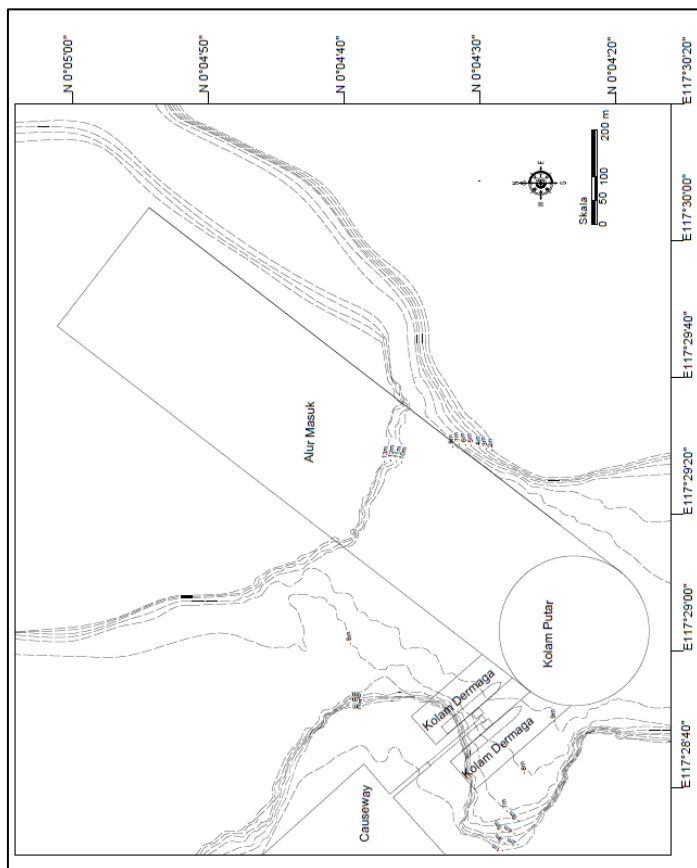 N 0°05'00"
N 0°04'50"
N 0°04'40"
N 0°04'30"
N 0°04'20"
E117°30'20"
E117°30'00"
E117°29'40"
E117°29'20"
E117°29'00"
E117°28'40"
Skala
0 50 100 200 m
N
E
S
W
Alur Masuk
Kolam Putar
Kolam Dermaga
Kolam Dermaga
Causeway